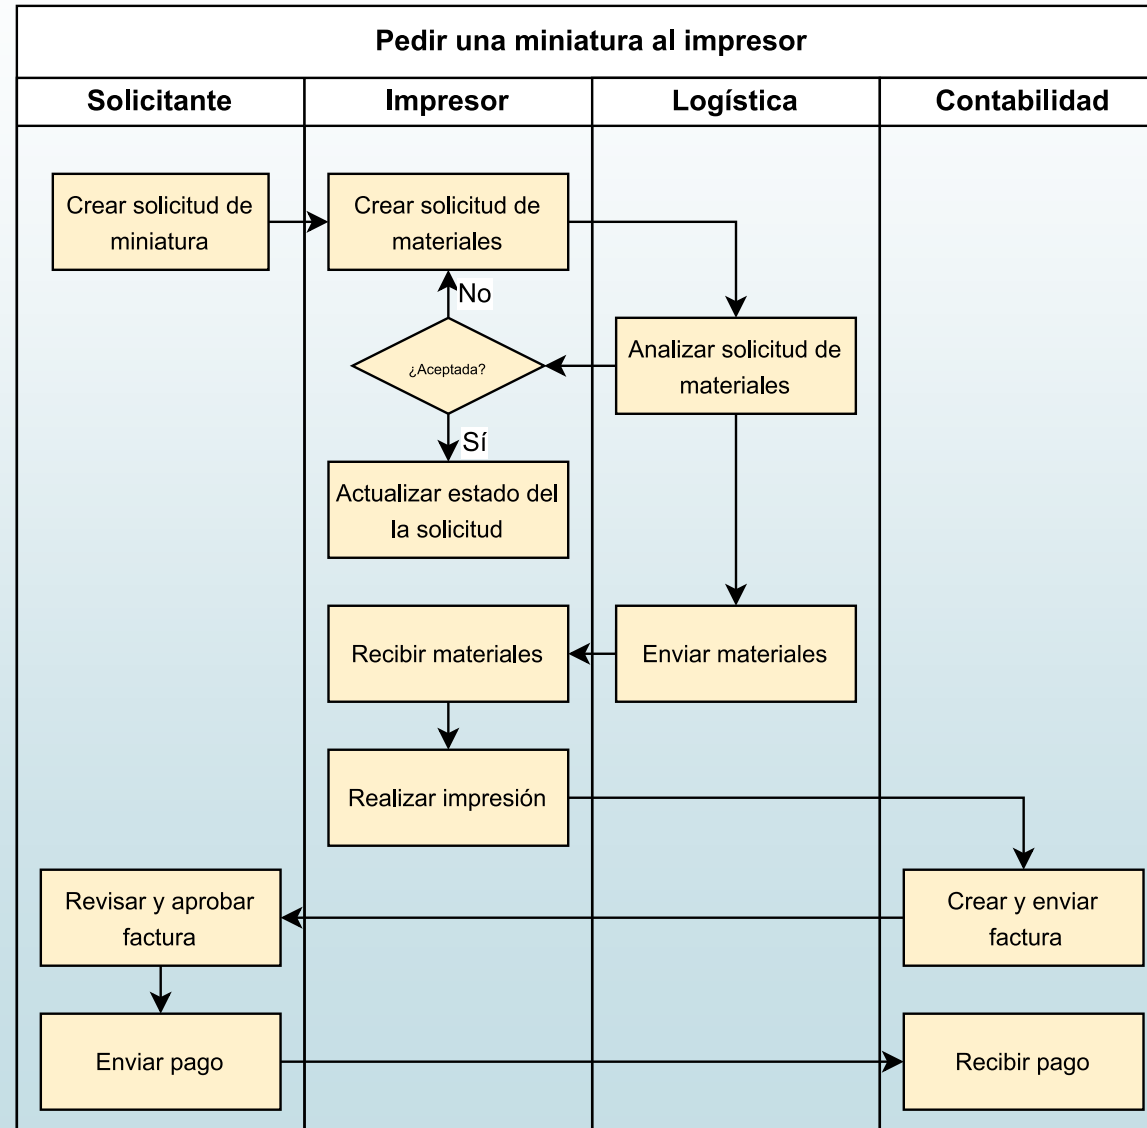 Pedir una miniatura al impresor
Solicitante
Impresor
Logística
Contabilidad
Crear solicitud de
miniatura
Crear solicitud de
materiales
No
¿Aceptada?
Analizar solicitud de
materiales
Sí
Actualizar estado del
la solicitud
Recibir materiales
Enviar materiales
Realizar impresión
Revisar y aprobar
factura
Crear y enviar
factura
Enviar pago
Recibir pago